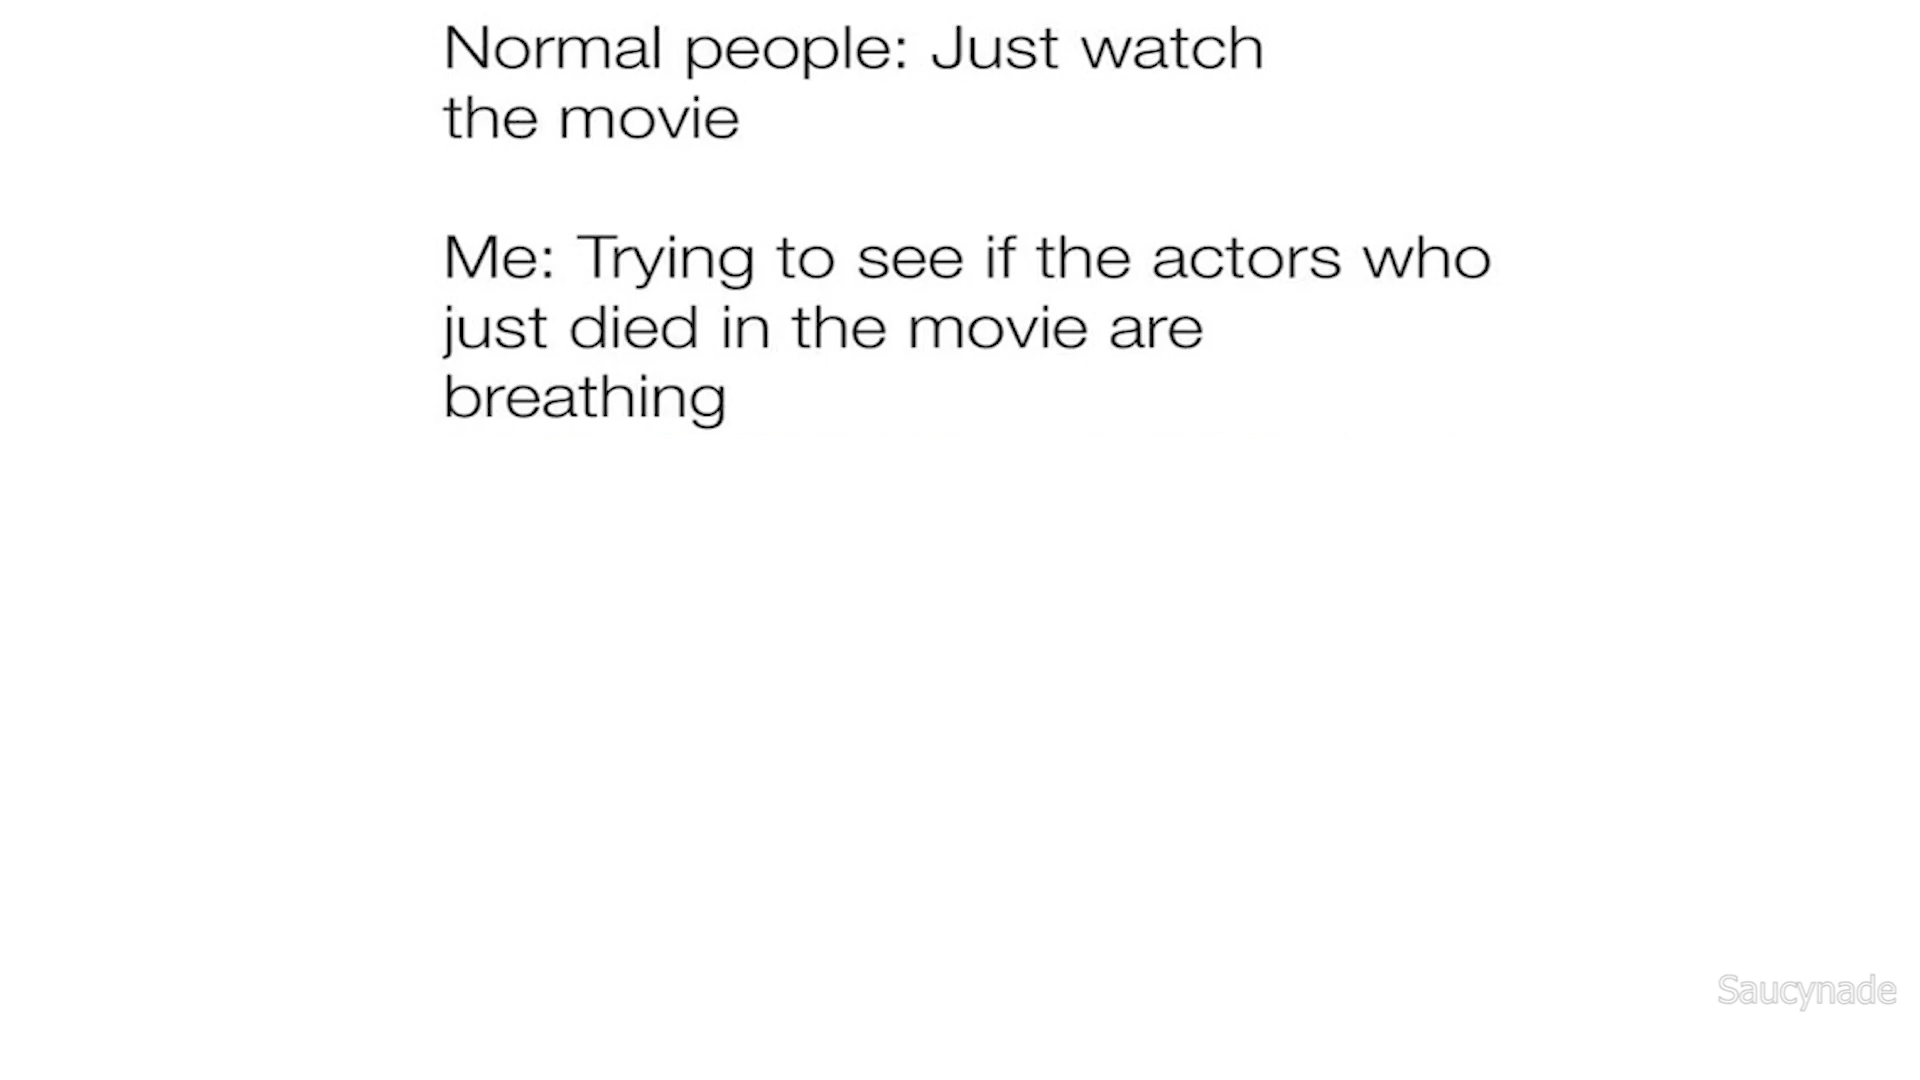 Normal people: Just watch
the movie
Me: Trying to see if the actors who
just died in the movie are
breathing
Saucynade